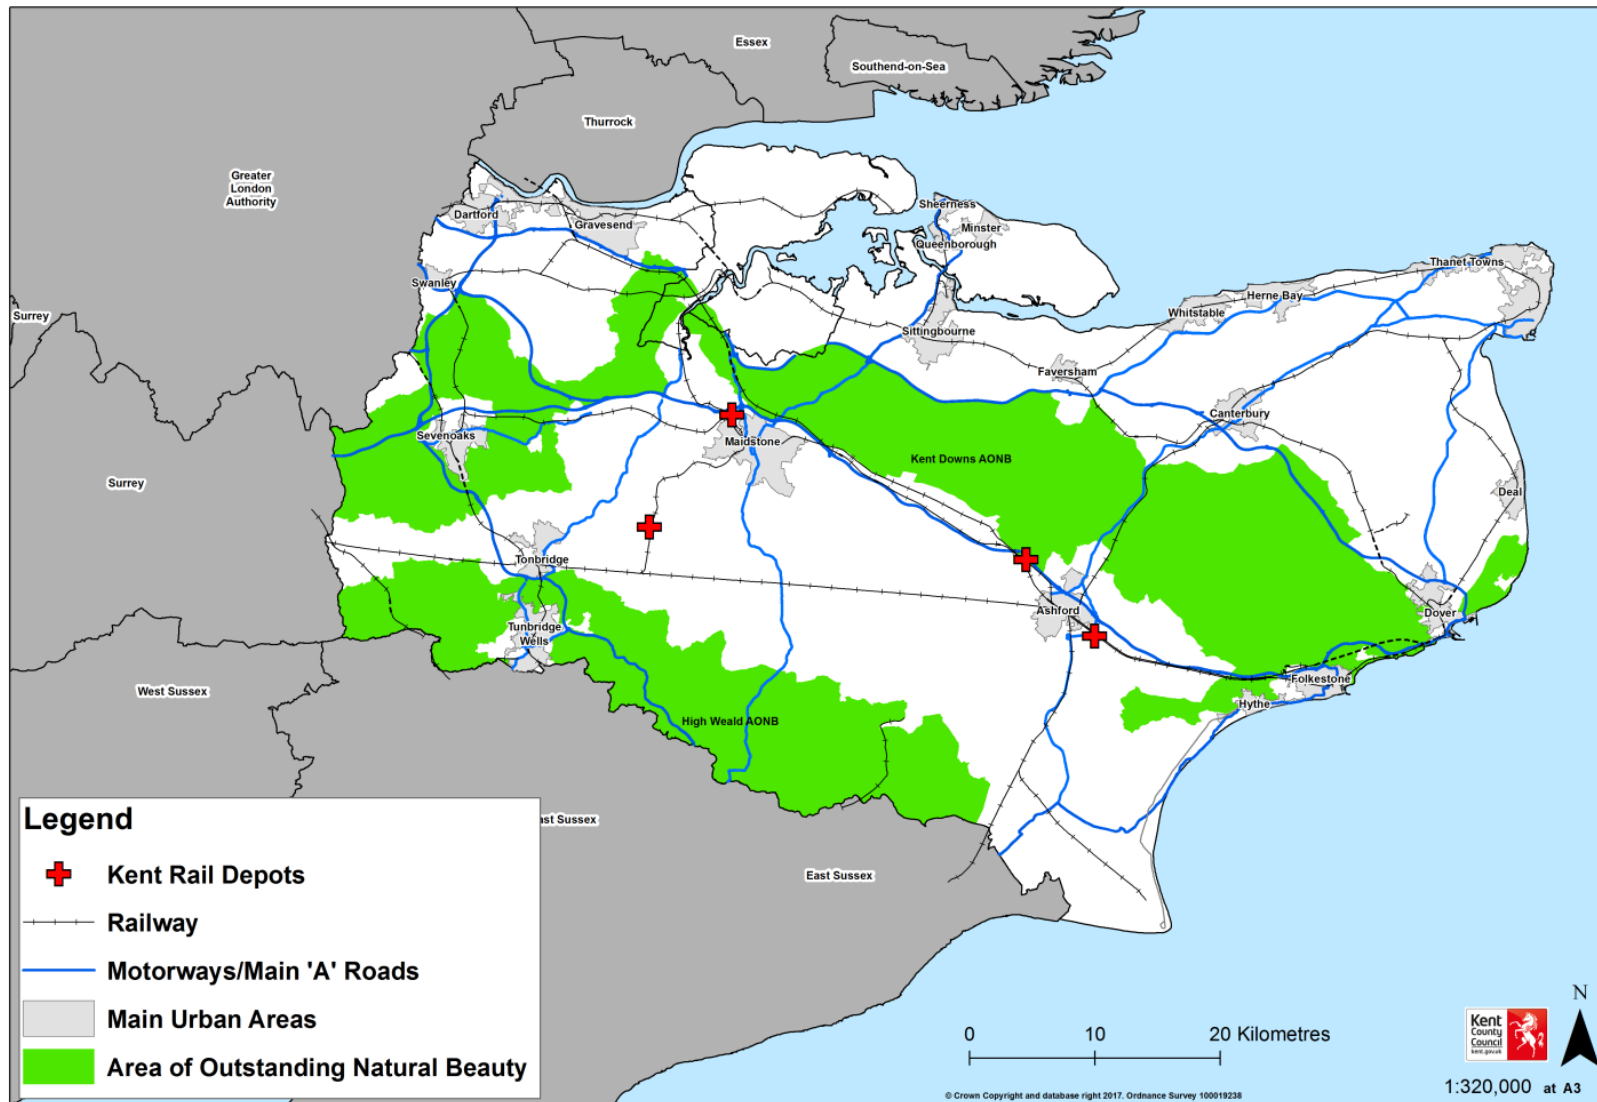 Essex
Southend-on-Sea
Thurrock
Greater
London
Authority
Sheerness
Dartford
Gravesend
Minster
Queenborough
Thanet Towns
Swanley
Herne Bay
Surrey
Whitstable
Sittingbourne
Faversham
Canterbury
Sevenoaks
Maidstone
Kent Downs AONB
Surrey
Deal
Tonbridge
Ashford
Dover
Tunbridge
Wells
Folkestone
West Sussex
Hythe
High Weald AONB
ast Sussex
East Sussex
Legend
Kent Rail Depots
Railway
Motorways/Main 'A' Roads
Main Urban Areas
Area of Outstanding Natural Beauty
0 10 20 Kilometres
N
Kent
County
Council
kent.gov.uk
1:320,000 at A3
© Crown Copyright and database right 2017. Ordnance Survey 100019238